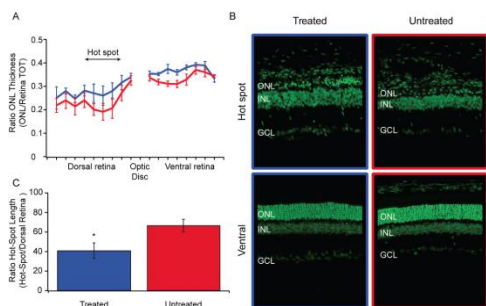 A
Ratio ONL Thickness
(ONL/Retina TOT)
0.5
0.4
0.3
0.2
0.1
0
Hot spot
Dorsal retina
Optic
Disc
Ventral retina
B
Treated
Untreated
Hot spot
ONL
INL
GCL
ONL
INL
GCL
Ventral
ONL
INL
GCL
ONL
INL
GCL
C
Ratio Hot-Spot Length
(Hot-Spot/Dorsal Retina)
100
80
60
40
20
0
*
Treated
Untreated